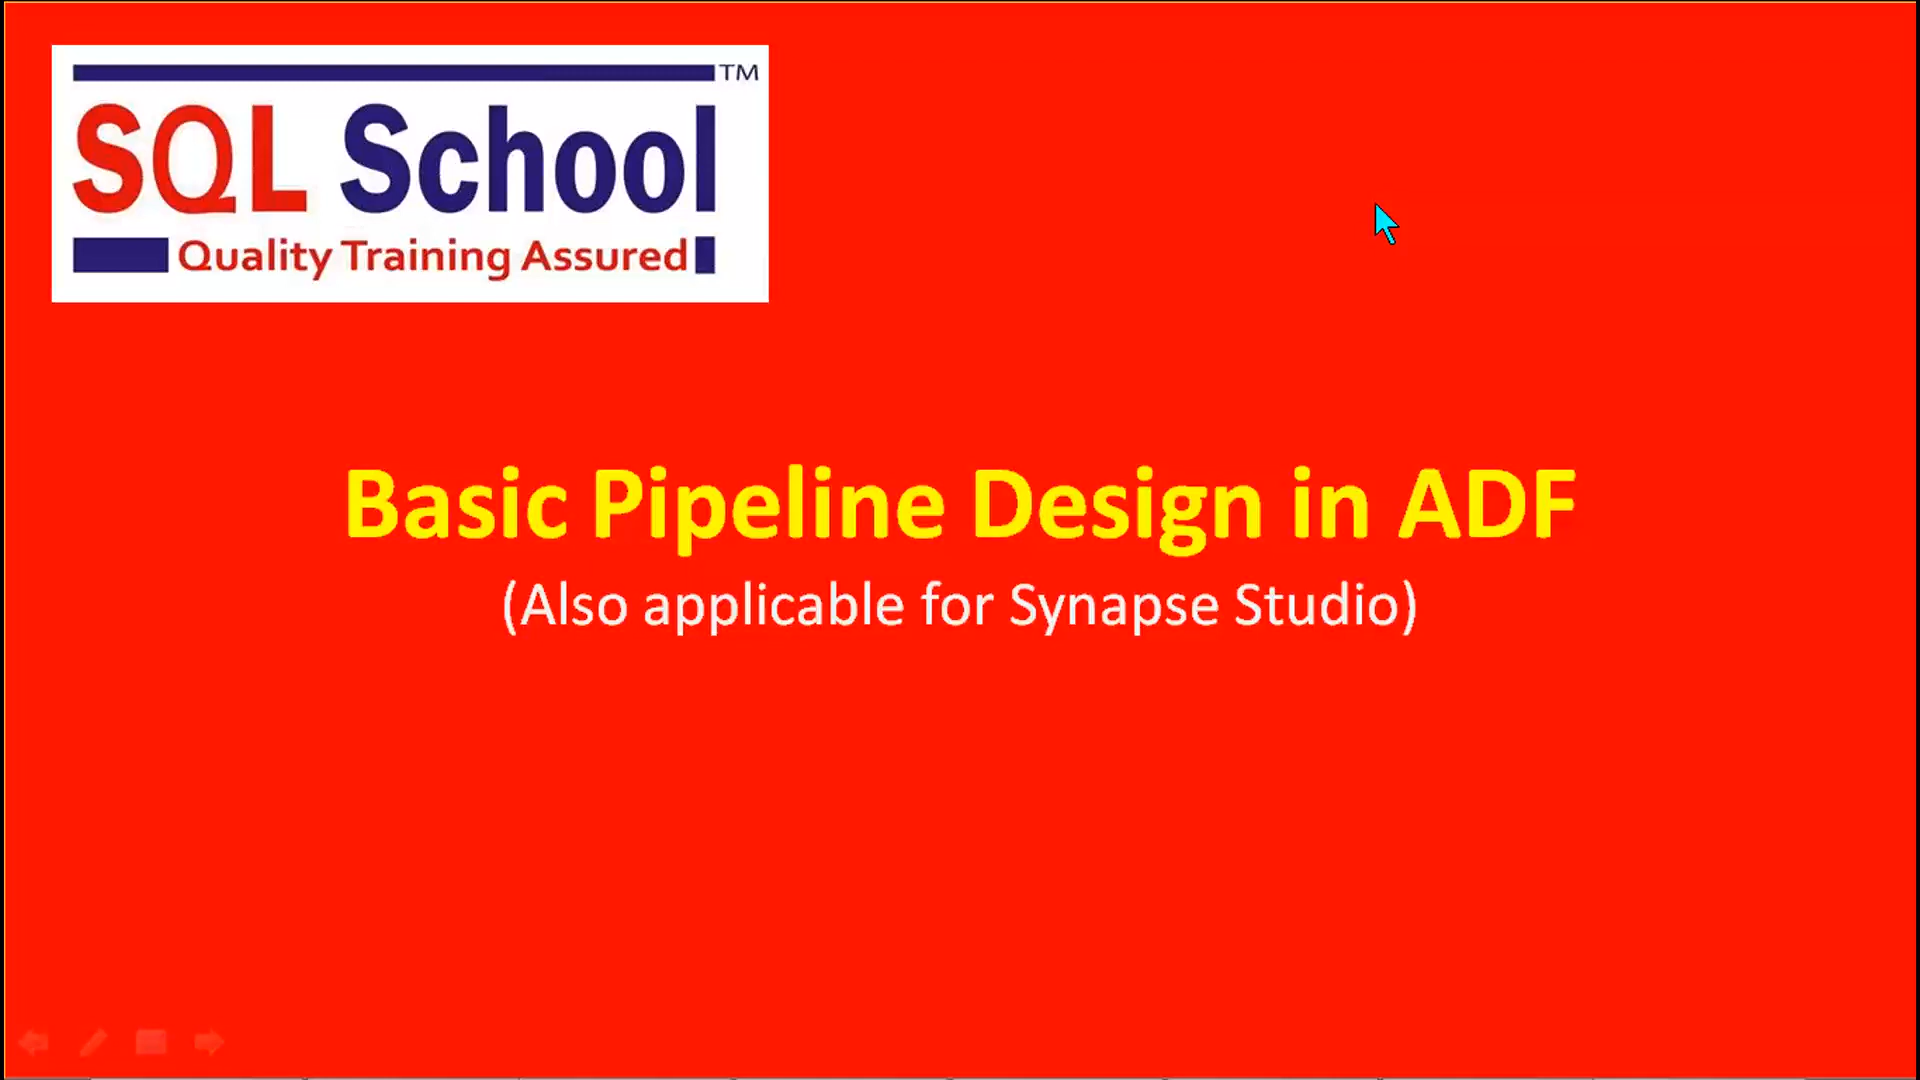 TM
SQL School
Quality Training Assured
Basic Pipeline Design in ADF
(Also applicable for Synapse Studio)